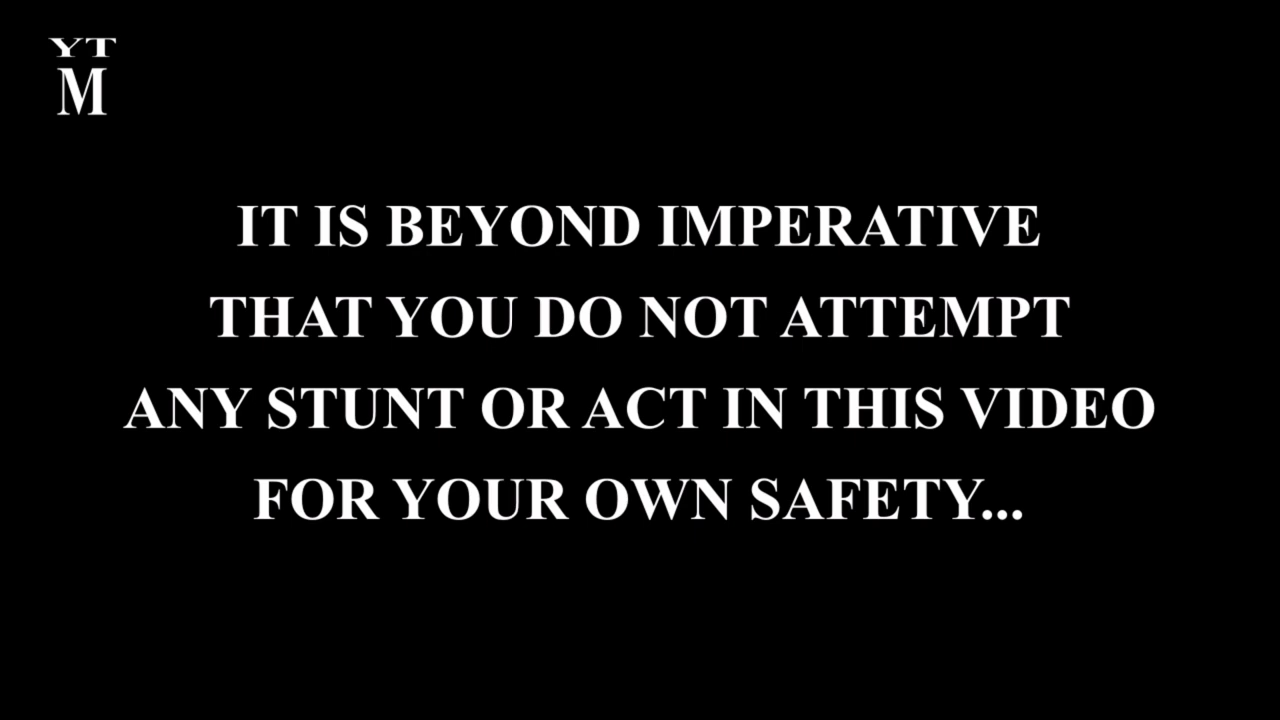 YT
M
IT IS BEYOND IMPERATIVE
THAT YOU DO NOT ATTEMPT
ANY STUNT OR ACT IN THIS VIDEO
FOR YOUR OWN SAFETY...